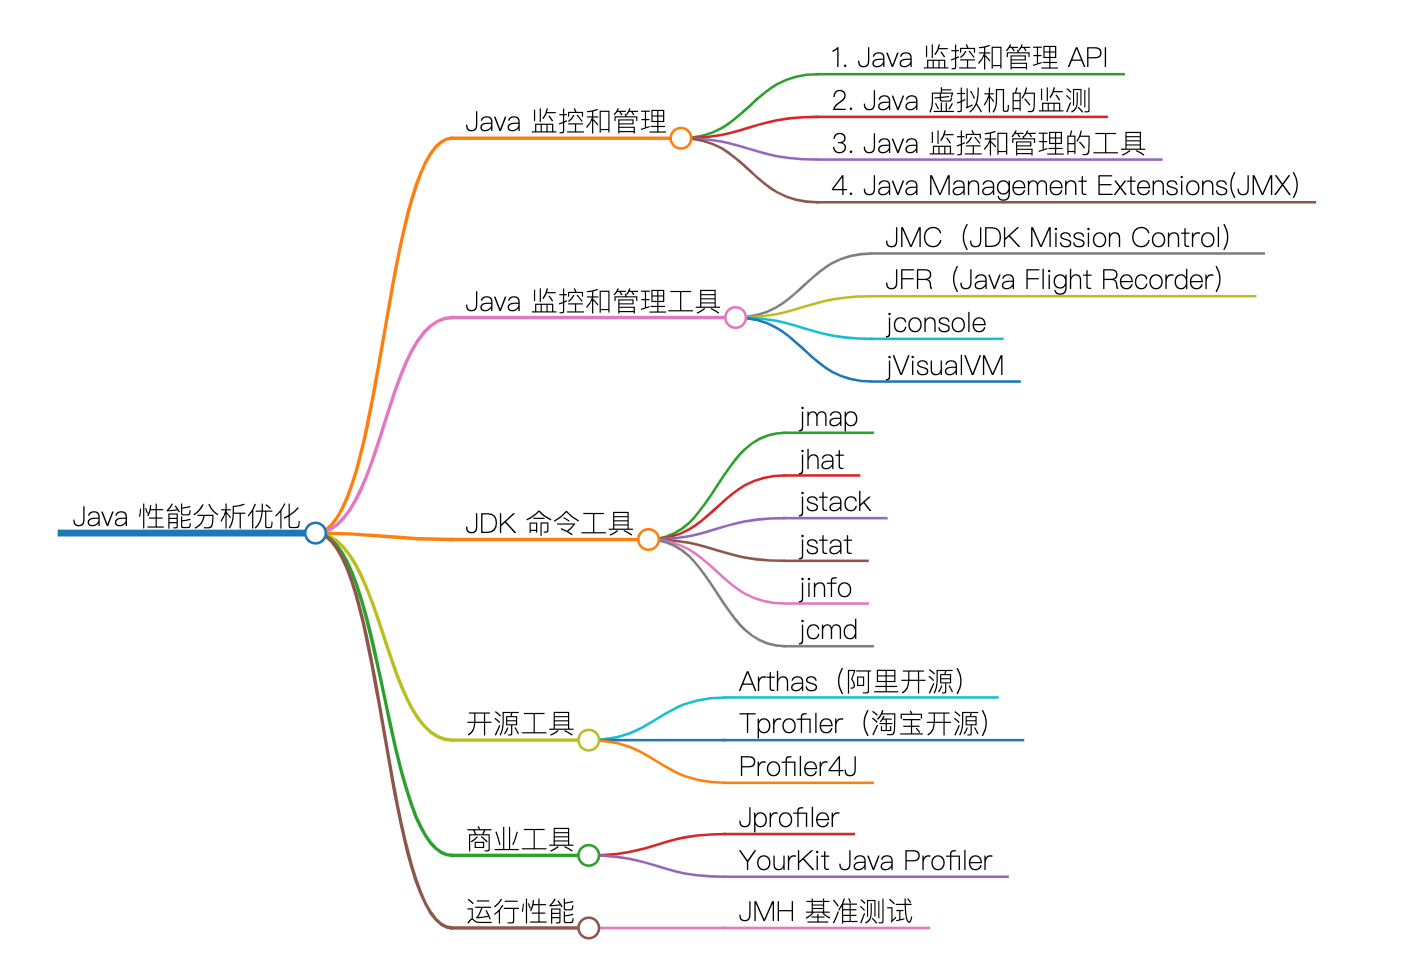 Java 性能分析优化
Java 监控和管理
1. Java 监控和管理 API
2. Java 虚拟机的监测
3. Java 监控和管理的工具
4. Java Management Extensions(JMX)
Java 监控和管理工具
JMC（JDK Mission Control）
JFR（Java Flight Recorder）
jconsole
jVisualVM
JDK 命令工具
jmap
jhat
jstack
jstat
jinfo
jcmd
开源工具
Arthas（阿里开源）
Tprofiler（淘宝开源）
Profiler4J
商业工具
Jprofiler
YourKit Java Profiler
运行性能
JMH 基准测试